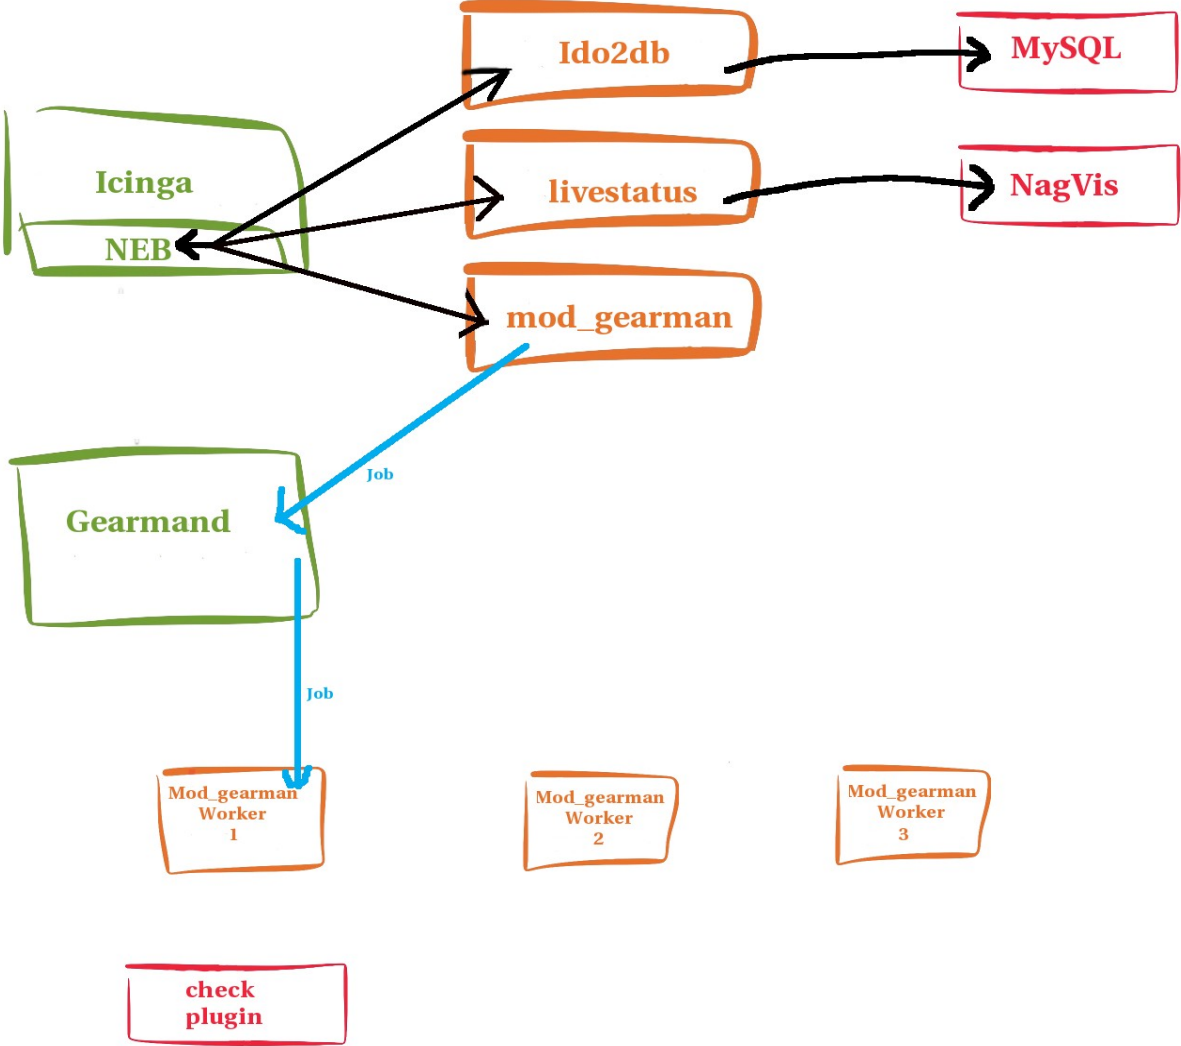 Ido2db
MySQL
Icinga
livestatus
NagVis
NEB
mod_gearman
Job
Gearmand
Job
Mod_gearman
Worker
1
Mod_gearman
Worker
2
Mod_gearman
Worker
3
check
plugin